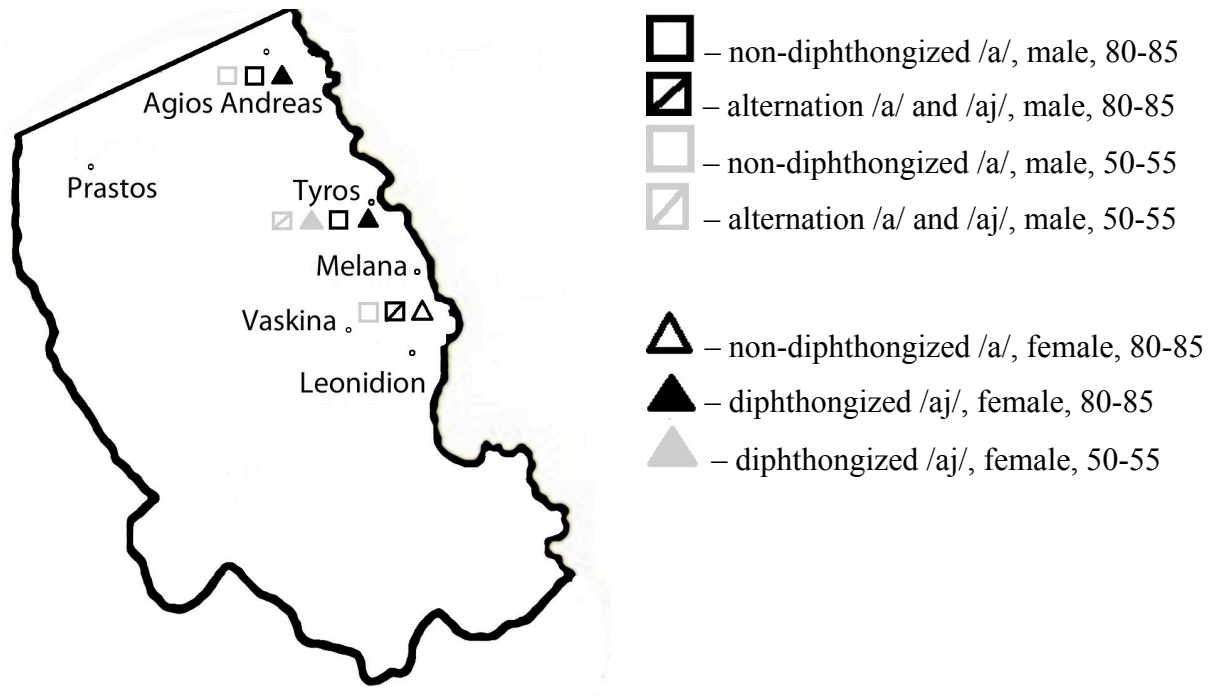 Agios Andreas
Prastos
Tyros
Melana
Vaskina
Leonidion
– non-diphthongized /a/, male, 80-85
– alternation /a/ and /aj/, male, 80-85
– non-diphthongized /a/, male, 50-55
– alternation /a/ and /aj/, male, 50-55
– non-diphthongized /a/, female, 80-85
– diphthongized /aj/, female, 80-85
– diphthongized /aj/, female, 50-55